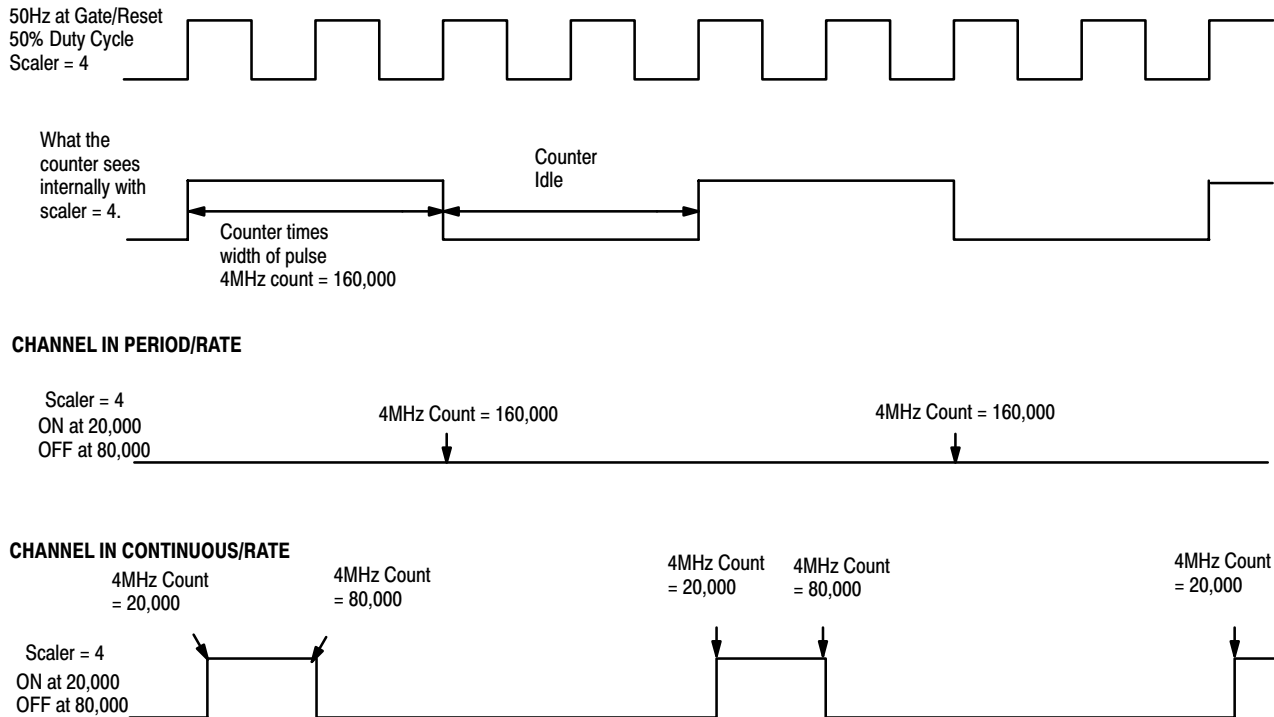 50Hz at Gate/Reset
50% Duty Cycle
Scaler = 4
What the
counter sees
internally with
scaler = 4.
Counter
Idle
Counter times
width of pulse
4MHz count = 160,000
CHANNEL IN PERIOD/RATE
Scaler = 4
ON at 20,000
OFF at 80,000
4MHz Count = 160,000
4MHz Count = 160,000
CHANNEL IN CONTINUOUS/RATE
4MHz Count
= 20,000
4MHz Count
= 80,000
4MHz Count
= 20,000
4MHz Count
= 80,000
4MHz Count
= 20,000
Scaler = 4
ON at 20,000
OFF at 80,000